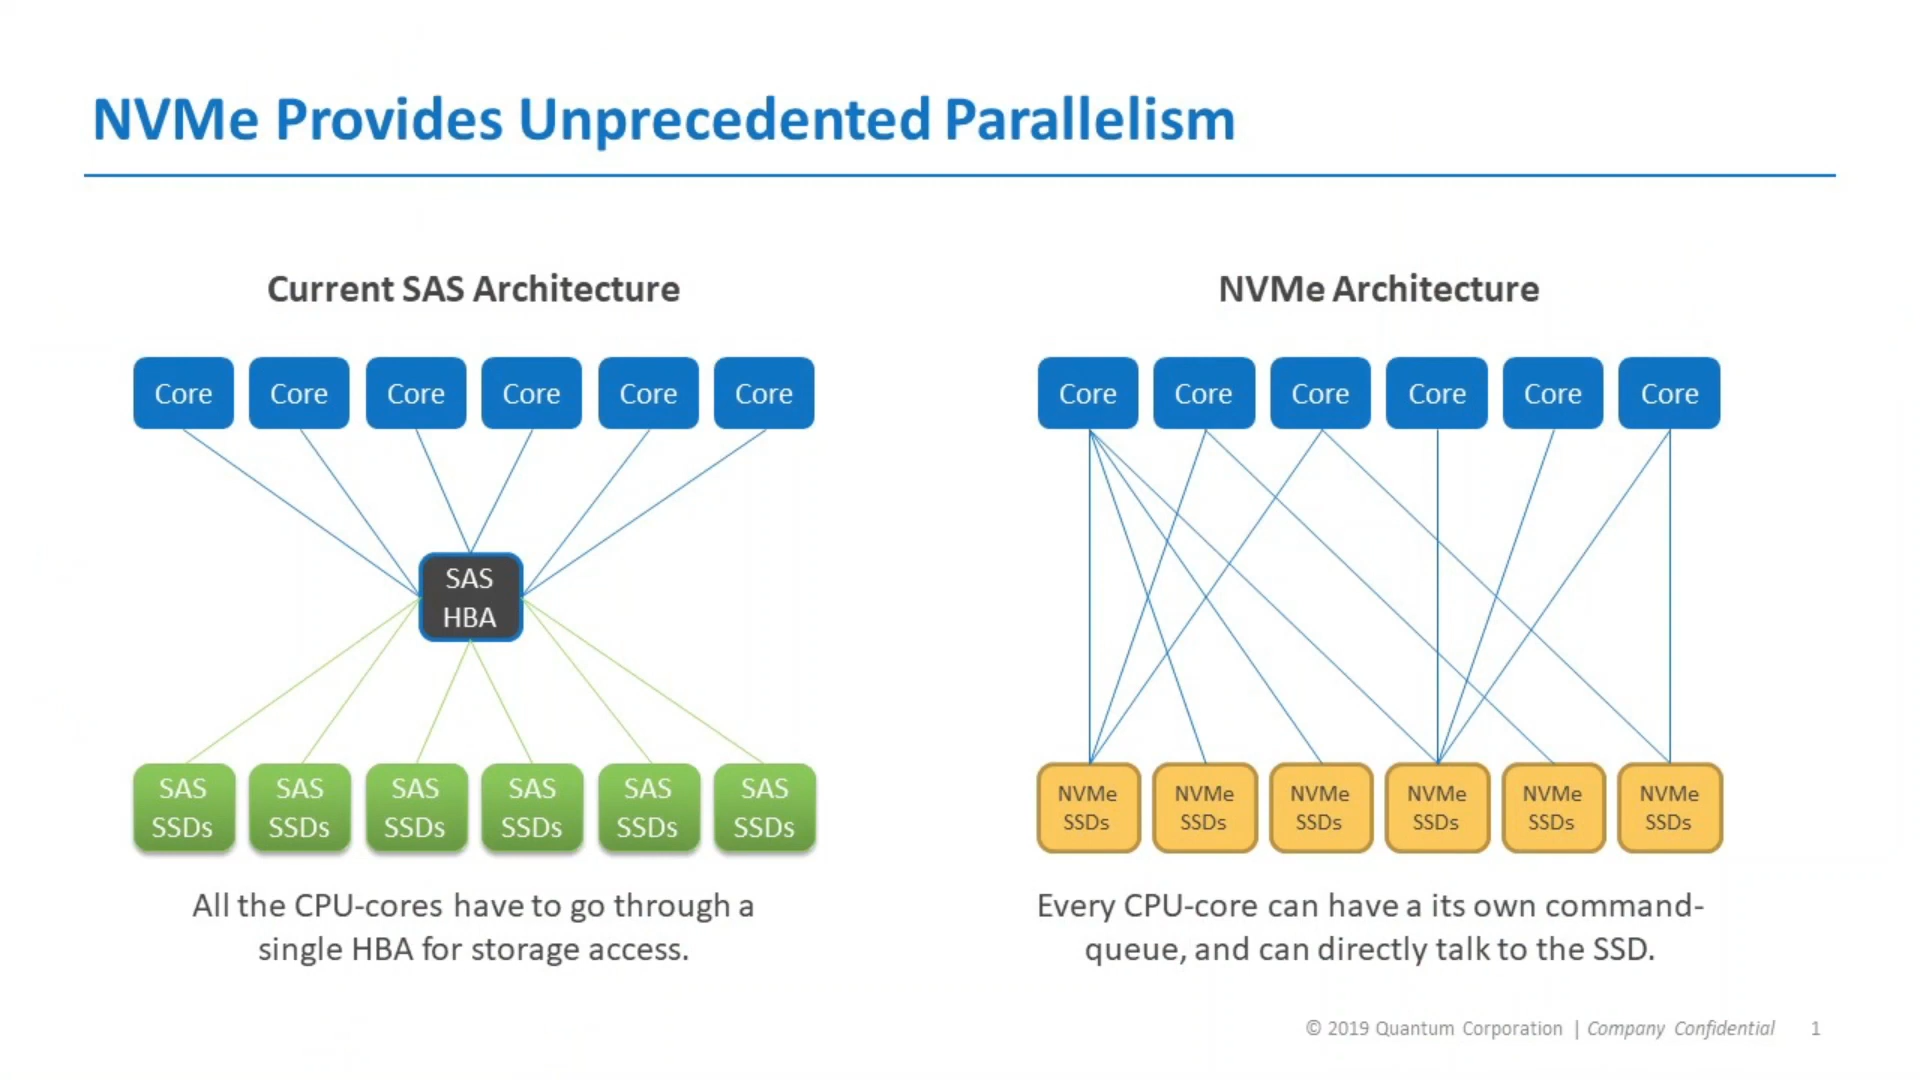 NVMe Provides Unprecedented Parallelism
Current SAS Architecture
Core Core Core Core Core Core
SAS
HBA
SAS SAS SAS SAS SAS SAS
SSDs SSDs SSDs SSDs SSDs SSDs
All the CPU-cores have to go through a
single HBA for storage access.
NVMe Architecture
Core Core Core Core Core Core
NVMe NVMe NVMe NVMe NVMe NVMe
SSDs SSDs SSDs SSDs SSDs SSDs
Every CPU-core can have a its own command-
queue, and can directly talk to the SSD.
© 2019 Quantum Corporation | Company Confidential 1